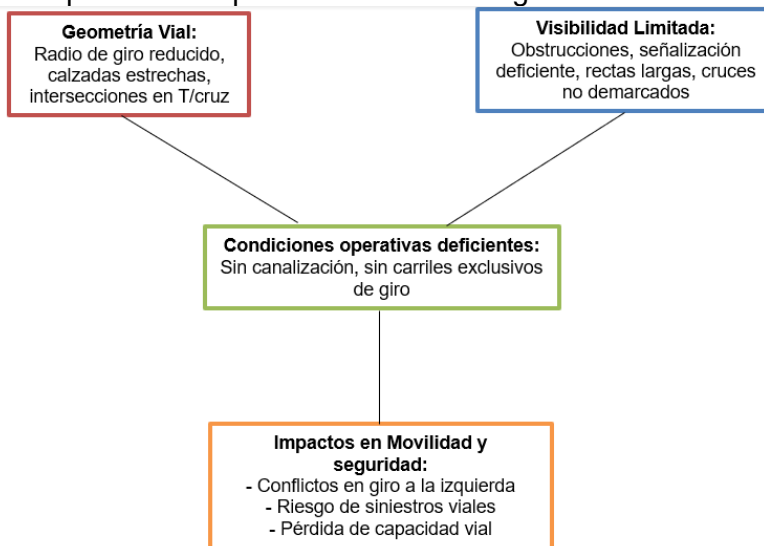 Geometría Vial:
Radio de giro reducido,
calzadas estrechas,
intersecciones en T/cruz
Visibilidad Limitada:
Obstrucciones, señalización
deficiente, rectas largas, cruces
no demarcados
Condiciones operativas deficientes:
Sin canalización, sin carriles exclusivos
de giro
Impactos en Movilidad y
seguridad:
- Conflictos en giro a la izquierda
- Riesgo de siniestros viales
- Pérdida de capacidad vial